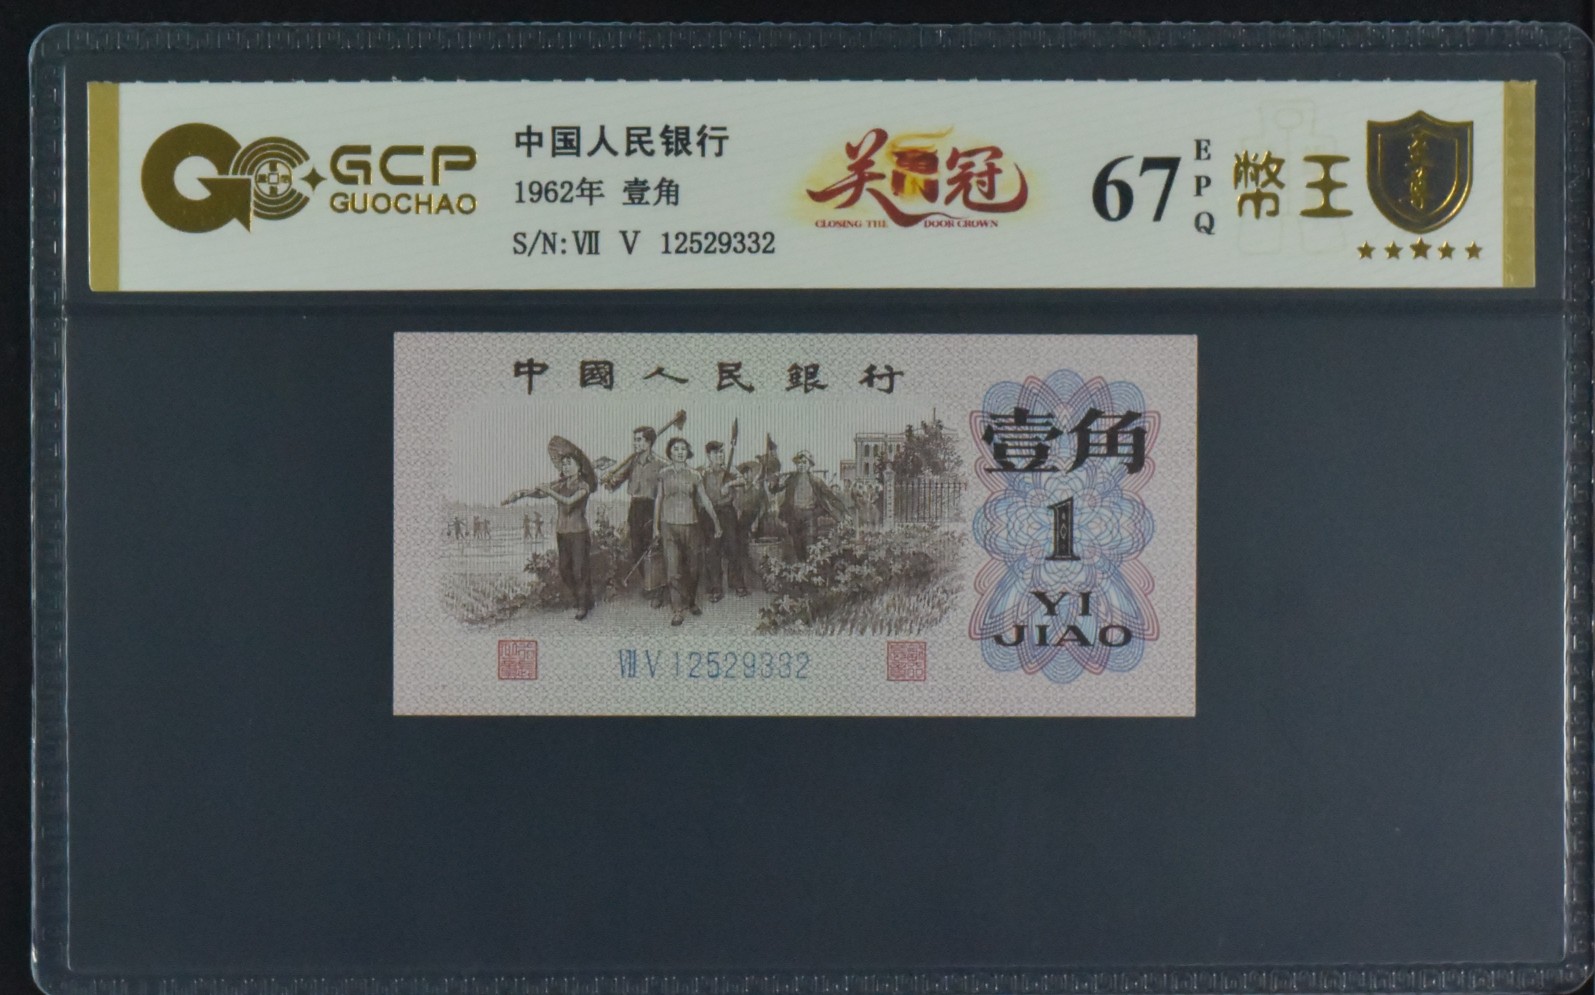 GCP
GUOCHAO
中国人民银行
1962年 壹角
S/N:Ⅶ Ⅴ 12529332
关门冠
CLOSING THE DOOR CROWN
67
EPQ
幣王
至尊
中國人民銀行
壹角
1
YI
JIAO
Ⅶ Ⅴ 12529332